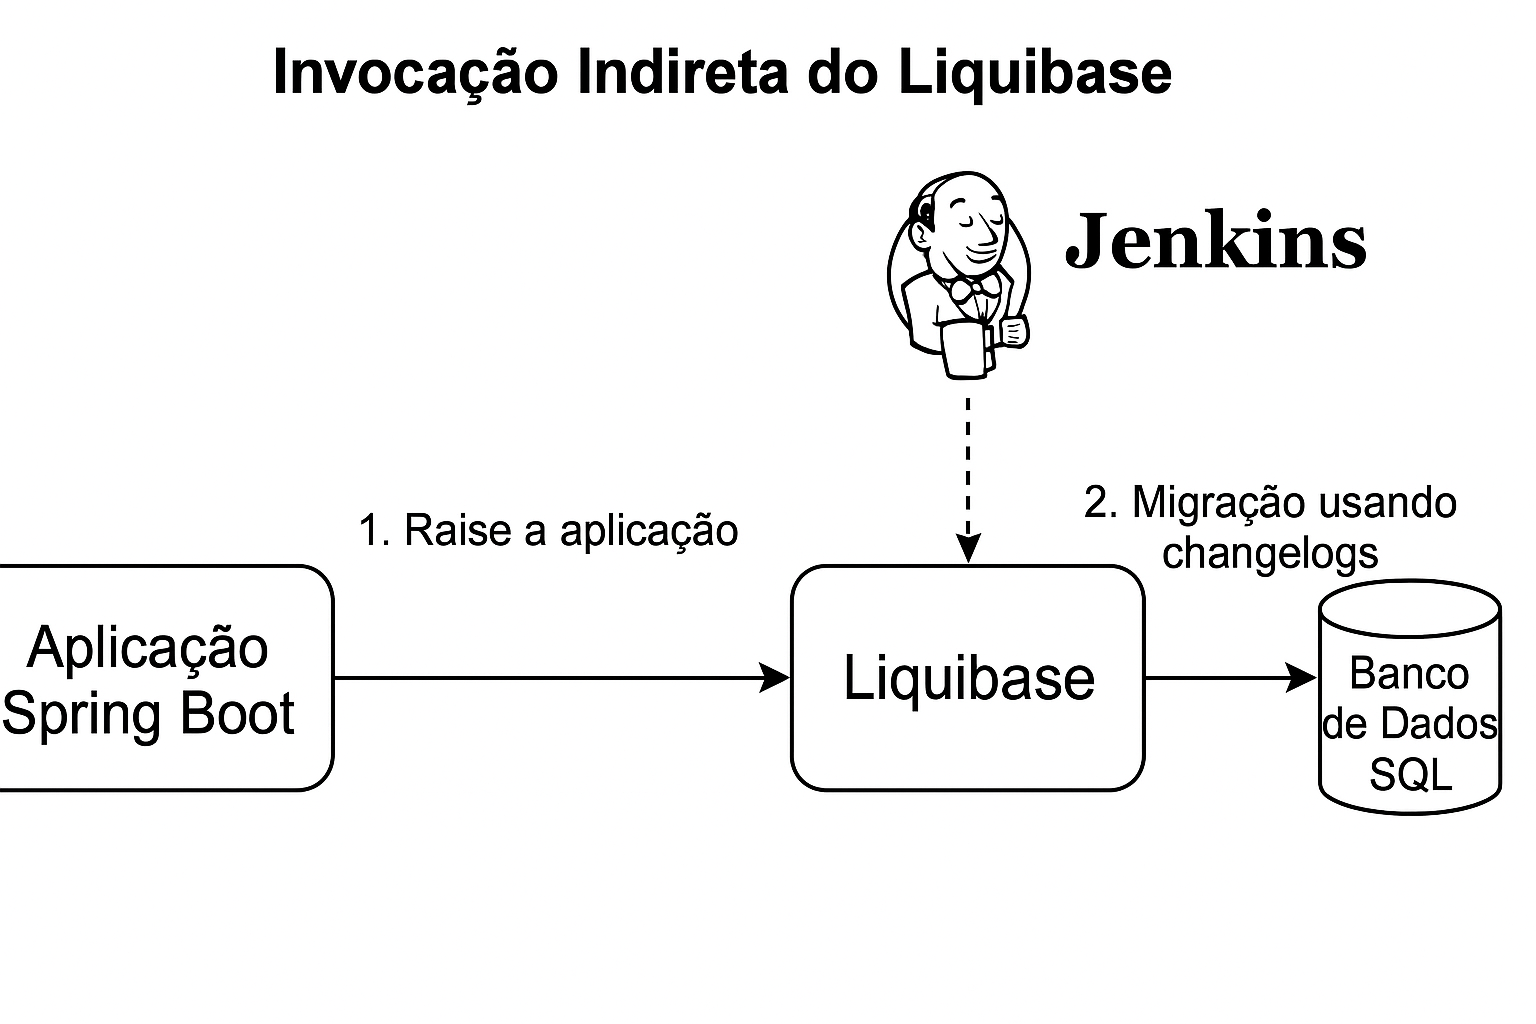 Invocação Indireta do Liquibase
Jenkins
1. Raise a aplicação
2. Migração usando
changelogs
Aplicação
Spring Boot
Liquibase
Banco
de Dados
SQL